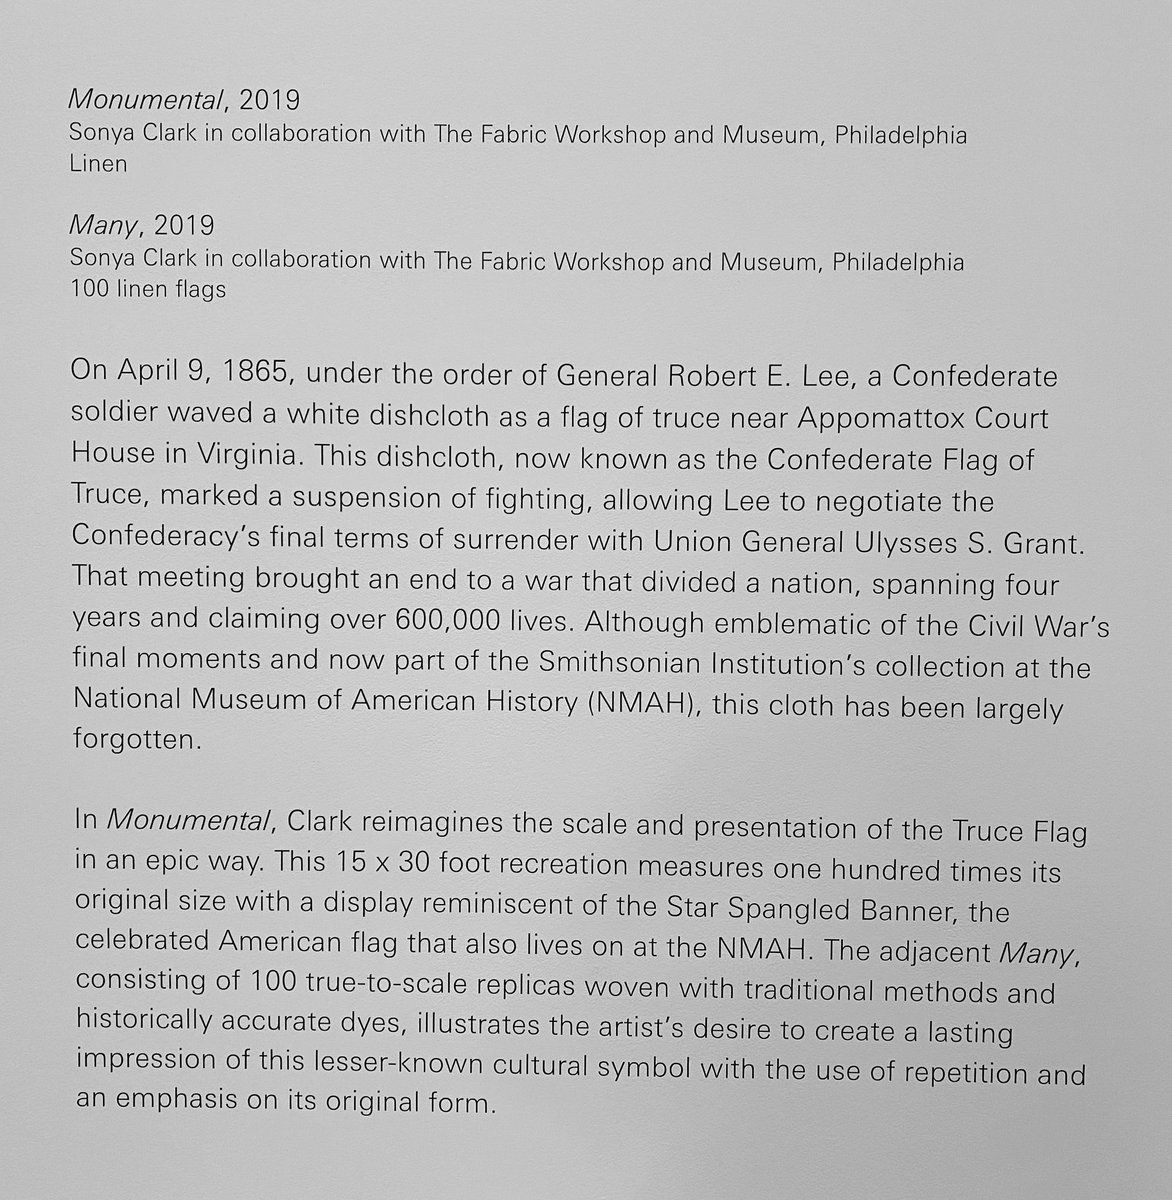 Monumental, 2019
Sonya Clark in collaboration with The Fabric Workshop and Museum, Philadelphia
Linen
Many, 2019
Sonya Clark in collaboration with The Fabric Workshop and Museum, Philadelphia
100 linen flags
On April 9, 1865, under the order of General Robert E. Lee, a Confederate
soldier waved a white dishcloth as a flag of truce near Appomattox Court
House in Virginia. This dishcloth, now known as the Confederate Flag of
Truce, marked a suspension of fighting, allowing Lee to negotiate the
Confederacy’s final terms of surrender with Union General Ulysses S. Grant.
That meeting brought an end to a war that divided a nation, spanning four
years and claiming over 600,000 lives. Although emblematic of the Civil War’s
final moments and now part of the Smithsonian Institution’s collection at the
National Museum of American History (NMAH), this cloth has been largely
forgotten.
In Monumental, Clark reimagines the scale and presentation of the Truce Flag
in an epic way. This 15 x 30 foot recreation measures one hundred times its
original size with a display reminiscent of the Star Spangled Banner, the
celebrated American flag that also lives on at the NMAH. The adjacent Many,
consisting of 100 true-to-scale replicas woven with traditional methods and
historically accurate dyes, illustrates the artist’s desire to create a lasting
impression of this lesser-known cultural symbol with the use of repetition and
an emphasis on its original form.